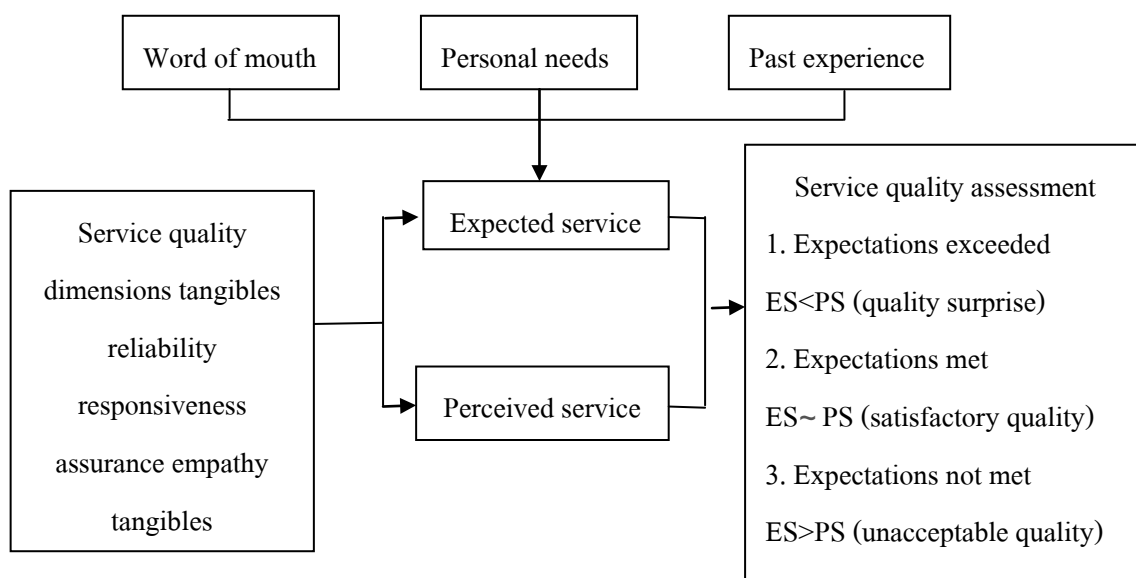 Word of mouth
Personal needs
Past experience
Service quality
dimensions tangibles
reliability
responsiveness
assurance empathy
tangibles
Expected service
Perceived service
Service quality assessment
1. Expectations exceeded
ES<PS (quality surprise)
2. Expectations met
ES~ PS (satisfactory quality)
3. Expectations not met
ES>PS (unacceptable quality)